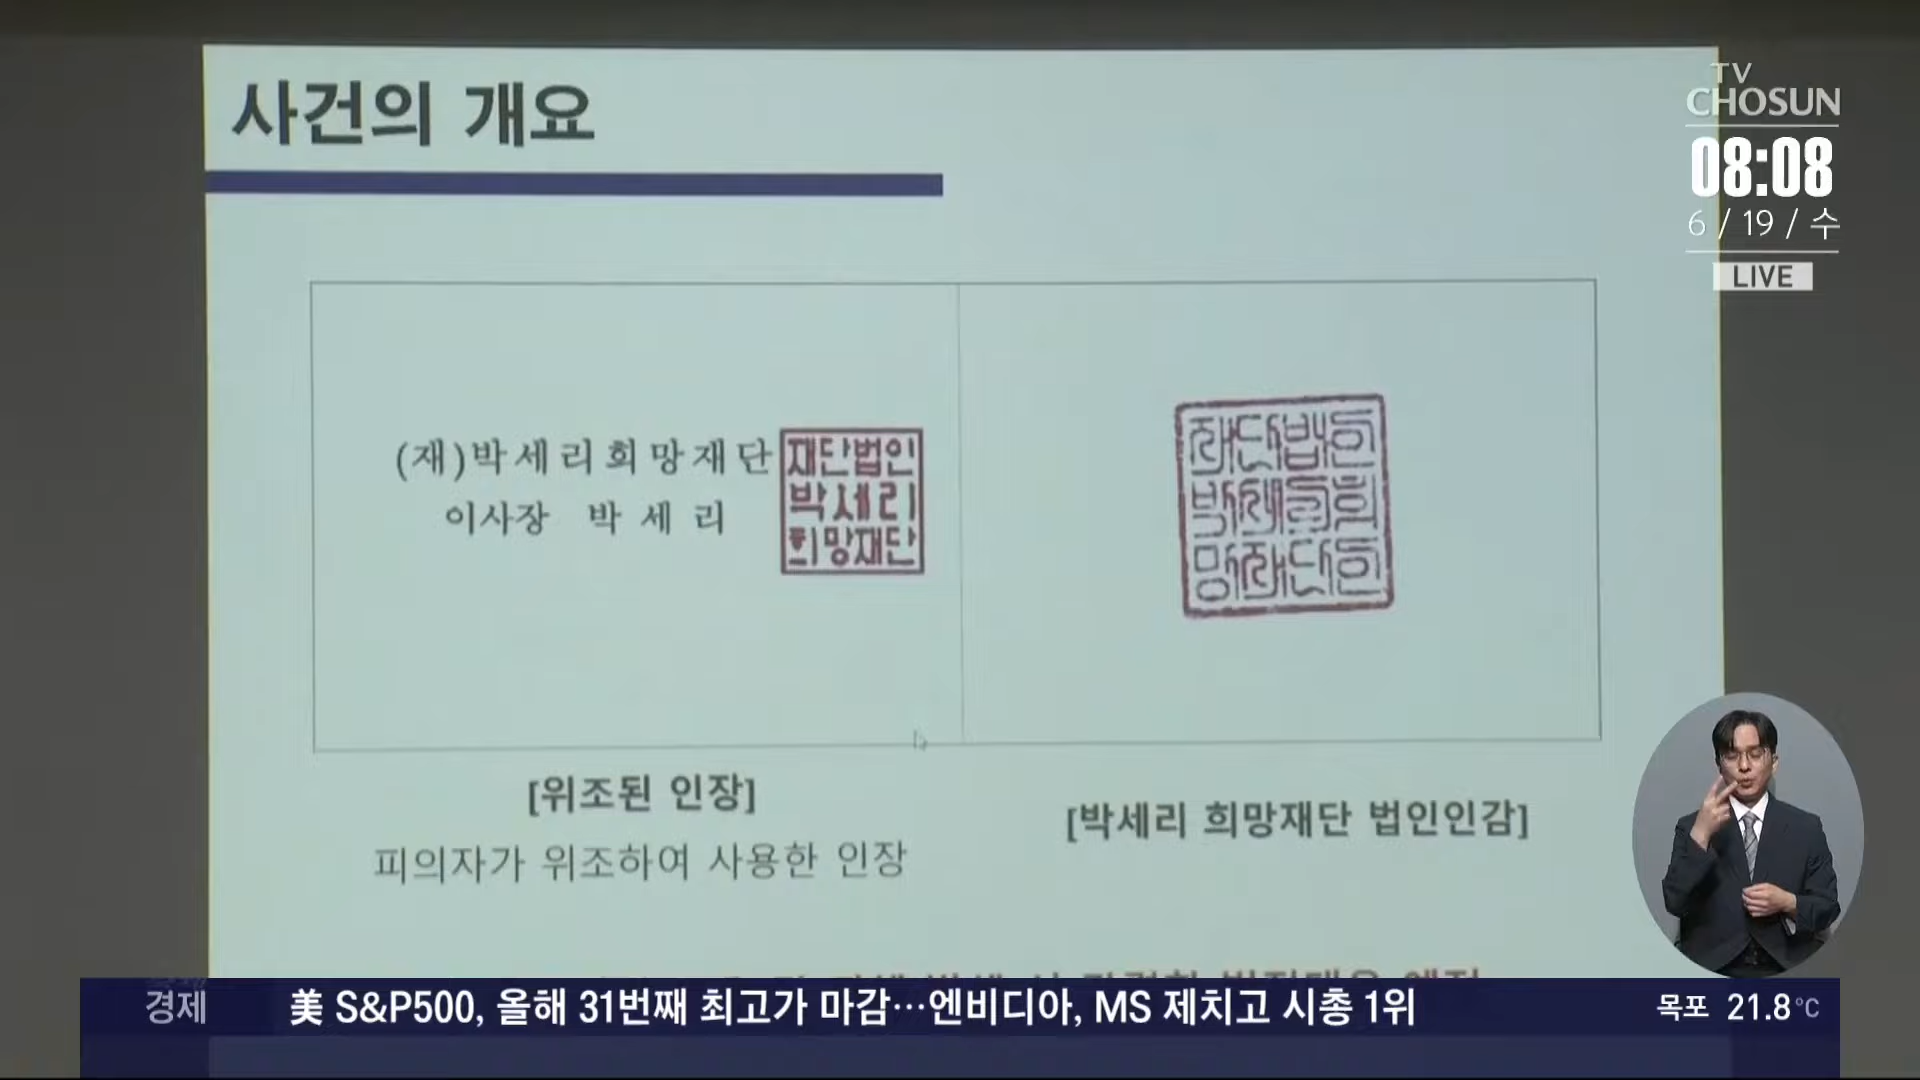 사건의 개요
TV
CHOSUN
08:08
6 / 19 / 수
LIVE
(재)박세리희망재단
이사장 박 세 리
재단법인
박세리
희망재단
[위조된 인장]
피의자가 위조하여 사용한 인장
[박세리 희망재단 법인인감]
경제
美 S&P500, 올해 31번째 최고가 마감…엔비디아, MS 제치고 시총 1위
목포 21.8°C